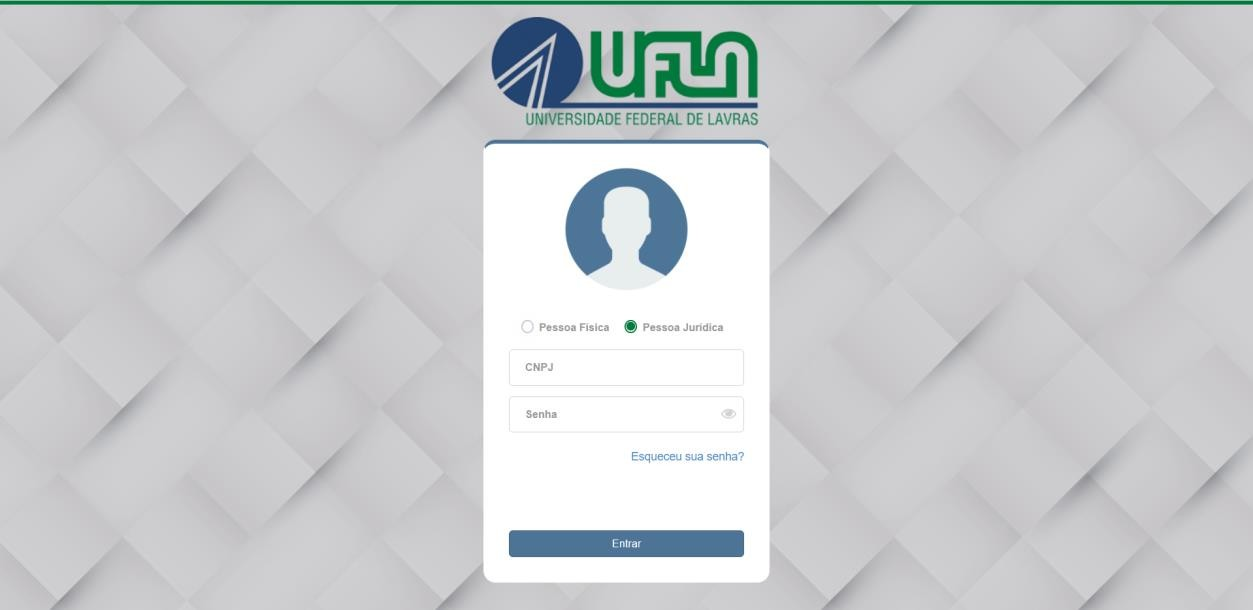 UFLA
UNIVERSIDADE FEDERAL DE LAVRAS
Pessoa Física Pessoa Jurídica
CNPJ
Senha
Esqueceu sua senha?
Entrar